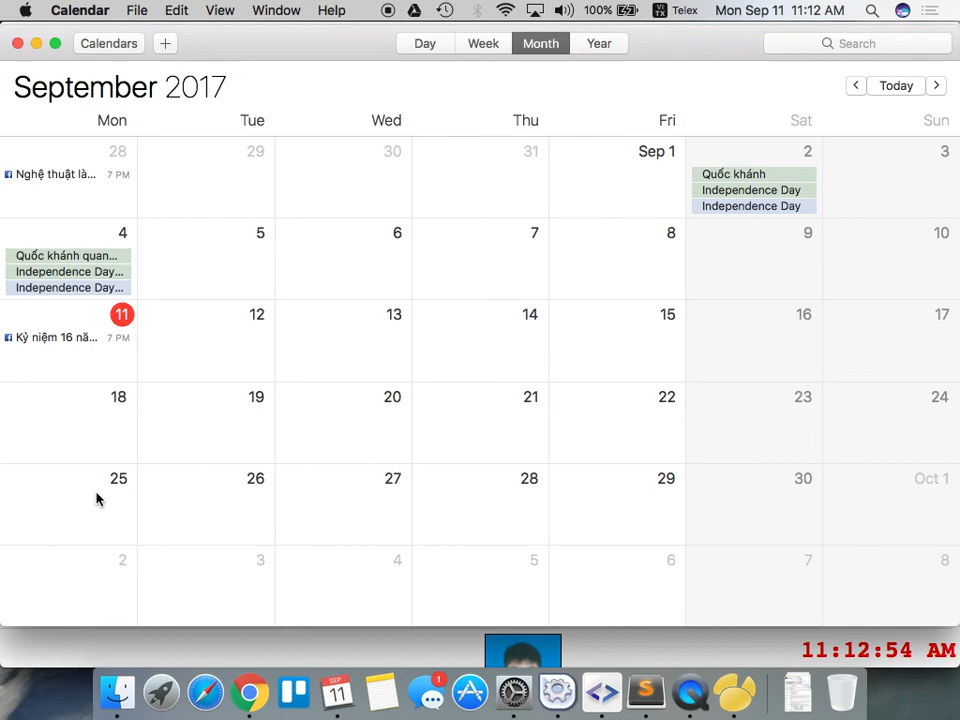 Calendar File Edit View Window Help 100% VI TX Telex Mon Sep 11 11:12 AM
Calendars + Day Week Month Year Search
September 2017 < Today >
Mon Tue Wed Thu Fri Sat Sun
28 29 30 31 Sep 1 2 3
Nghệ thuật là... 7 PM Quốc khánh
Independence Day
Independence Day
4 5 6 7 8 9 10
Quốc khánh quan...
Independence Day...
Independence Day...
11 12 13 14 15 16 17
Kỷ niệm 16 nă... 7 PM
18 19 20 21 22 23 24
25 26 27 28 29 30 Oct 1
2 3 4 5 6 7 8
11:12:54 AM
SEP
11
1
S